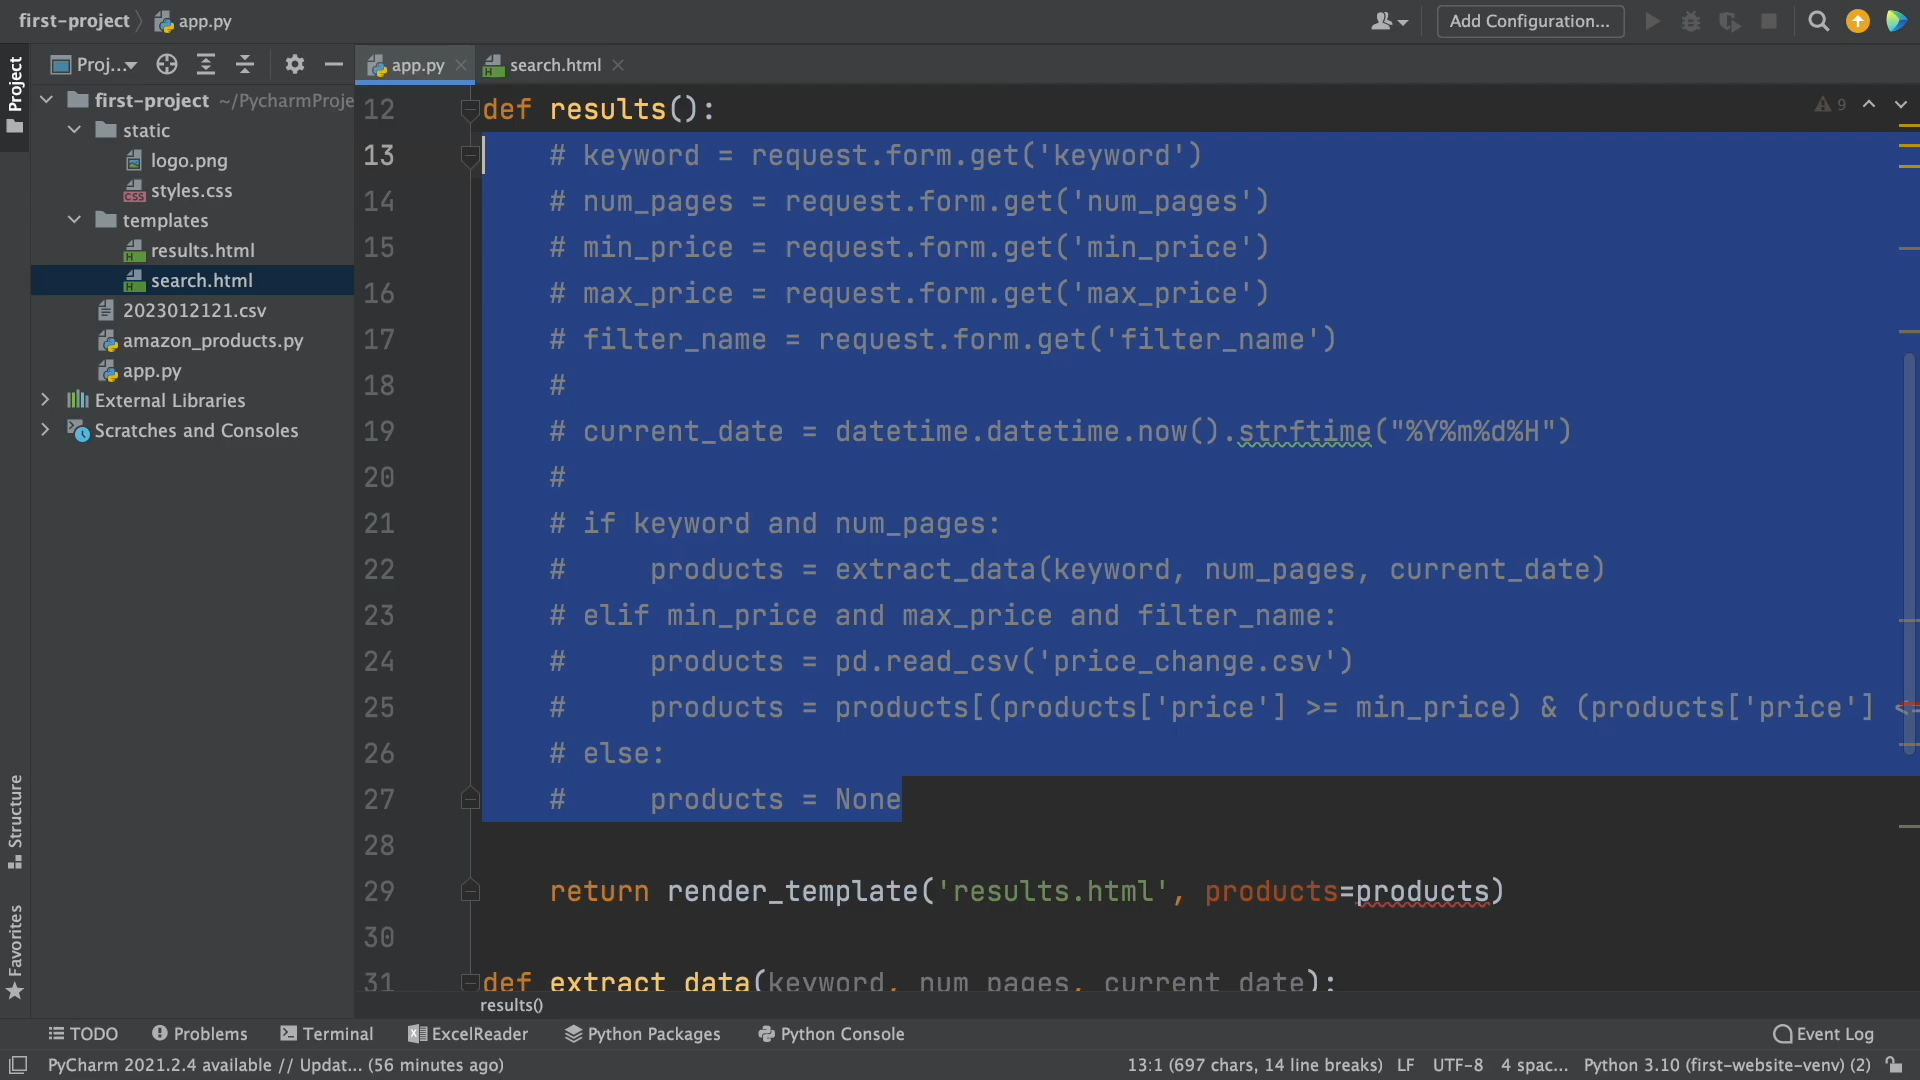 first-project
app.py
Add Configuration...
Project
Proj...
app.py
search.html
first-project ~/PycharmProje
static
logo.png
styles.css
templates
results.html
search.html
2023012121.csv
amazon_products.py
app.py
External Libraries
Scratches and Consoles
9
12 def results():
13 # keyword = request.form.get('keyword')
14 # num_pages = request.form.get('num_pages')
15 # min_price = request.form.get('min_price')
16 # max_price = request.form.get('max_price')
17 # filter_name = request.form.get('filter_name')
18 #
19 # current_date = datetime.datetime.now().strftime("%Y%m%d%H")
20 #
21 # if keyword and num_pages:
22 #     products = extract_data(keyword, num_pages, current_date)
23 # elif min_price and max_price and filter_name:
24 #     products = pd.read_csv('price_change.csv')
25 #     products = products[(products['price'] >= min_price) & (products['price'] <=
26 # else:
27 #     products = None
28
29 return render_template('results.html', products=products)
30
31 def extract_data(keyword, num_pages, current_date):
results()
Structure
Favorites
TODO
Problems
Terminal
ExcelReader
Python Packages
Python Console
Event Log
PyCharm 2021.2.4 available // Updat... (56 minutes ago)
13:1 (697 chars, 14 line breaks)
LF
UTF-8
4 spac...
Python 3.10 (first-website-venv) (2)